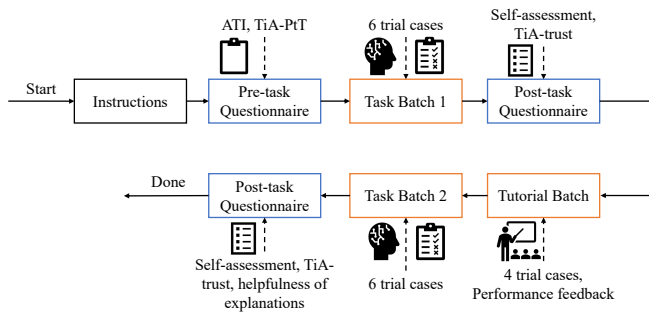 ATI, TiA-PtT
6 trial cases
Self-assessment,
TiA-trust
Start
Instructions
Pre-task
Questionnaire
Task Batch 1
Post-task
Questionnaire
Done
Post-task
Questionnaire
Task Batch 2
Tutorial Batch
Self-assessment, TiA-
trust, helpfulness of
explanations
6 trial cases
4 trial cases,
Performance feedback